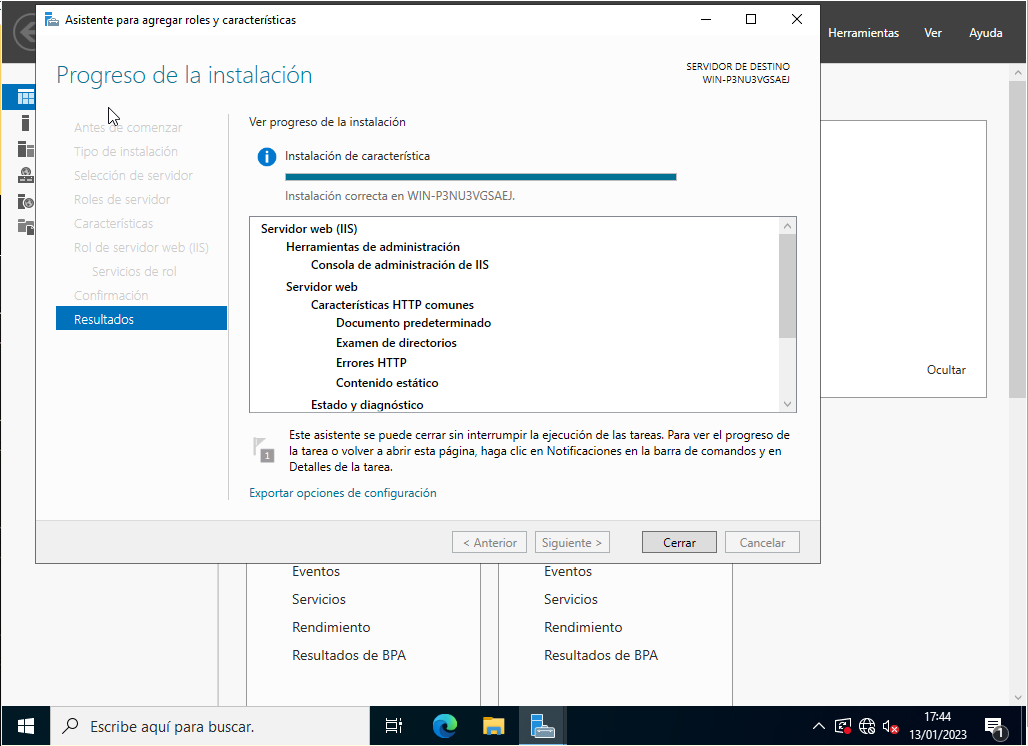 Asistente para agregar roles y características
Herramientas
Ver
Ayuda
Progreso de la instalación
SERVIDOR DE DESTINO
WIN-P3NU3VGSAEJ
Antes de comenzar
Tipo de instalación
Selección de servidor
Roles de servidor
Características
Rol de servidor web (IIS)
Servicios de rol
Confirmación
Resultados
Ver progreso de la instalación
Instalación de característica
Instalación correcta en WIN-P3NU3VGSAEJ.
Servidor web (IIS)
Herramientas de administración
Consola de administración de IIS
Servidor web
Características HTTP comunes
Documento predeterminado
Examen de directorios
Errores HTTP
Contenido estático
Estado y diagnóstico
1
Este asistente se puede cerrar sin interrumpir la ejecución de las tareas. Para ver el progreso de
la tarea o volver a abrir esta página, haga clic en Notificaciones en la barra de comandos y en
Detalles de la tarea.
Exportar opciones de configuración
< Anterior
Siguiente >
Cerrar
Cancelar
Ocultar
Eventos
Servicios
Rendimiento
Resultados de BPA
Eventos
Servicios
Rendimiento
Resultados de BPA
Escribe aquí para buscar.
17:44
13/01/2023
1